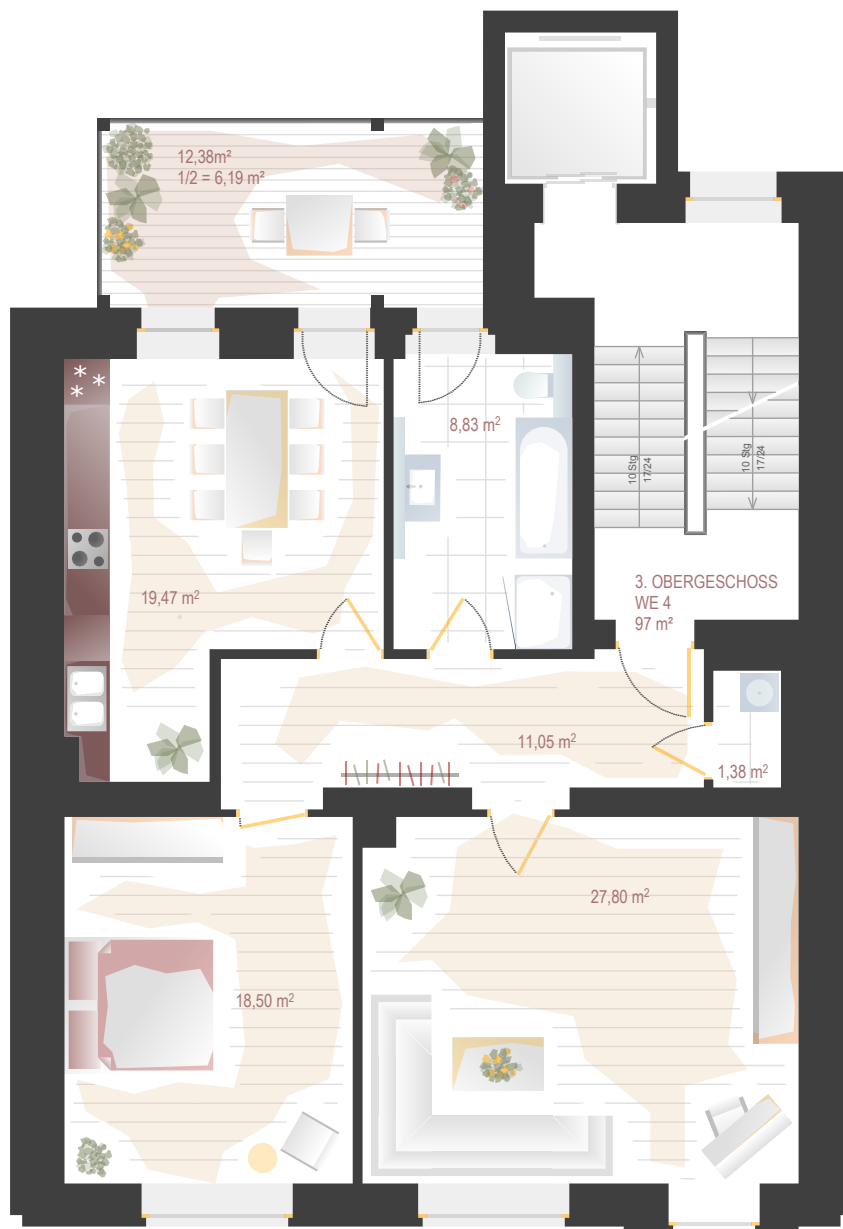 12,38m²
1/2 = 6,19 m²
8,83 m²
10 Stg
17/24
10 Stg
17/24
19,47 m²
3. OBERGESCHOSS
WE 4
97 m²
11,05 m²
1,38 m²
27,80 m²
18,50 m²